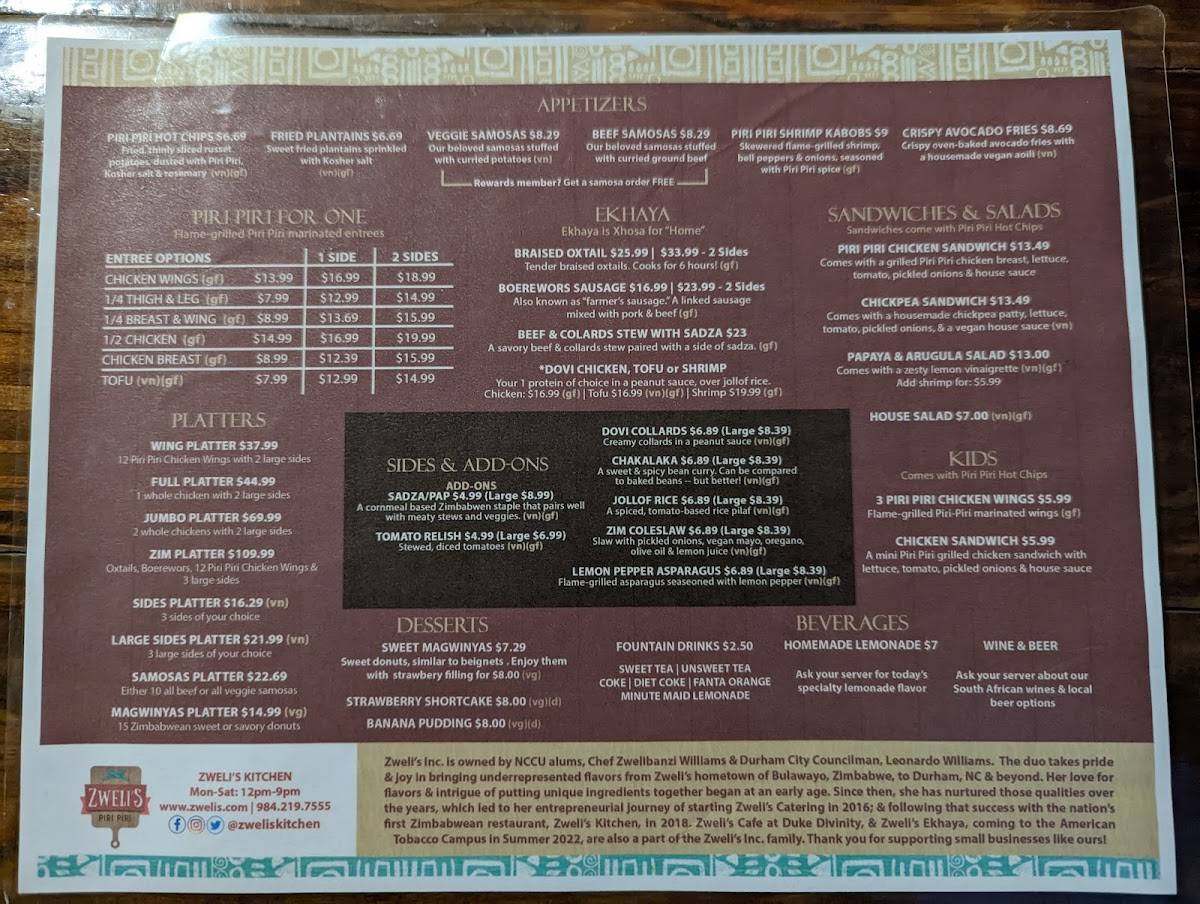 APPETIZERS
PIRI PIRI HOT CHIPS $6.69
Fried, thinly sliced russet
potatoes, dusted with Piri Piri,
Kosher salt & rosemary (vn)(gf)
FRIED PLANTAINS $6.69
Sweet fried plantains sprinkled
with Kosher salt
(vn)(gf)
VEGGIE SAMOSAS $8.29
Our beloved samosas stuffed
with curried potatoes (vn)
BEEF SAMOSAS $8.29
Our beloved samosas stuffed
with curried ground beef
Rewards member? Get a samosa order FREE
PIRI PIRI SHRIMP KABOBS $9
Skewered flame-grilled shrimp,
bell peppers & onions, seasoned
with Piri Piri spice (gf)
CRISPY AVOCADO FRIES $8.69
Crispy oven-baked avocado fries with
a housemade vegan aoili (vn)
PIRI PIRI FOR ONE
Flame-grilled Piri Piri marinated entrees
ENTREE OPTIONS 1 SIDE 2 SIDES
CHICKEN WINGS (gf) $13.99 $16.99 $18.99
1/4 THIGH & LEG (gf) $7.99 $12.99 $14.99
1/4 BREAST & WING (gf) $8.99 $13.69 $15.99
1/2 CHICKEN (gf) $14.99 $16.99 $19.99
CHICKEN BREAST (gf) $8.99 $12.39 $15.99
TOFU (vn)(gf) $7.99 $12.99 $14.99
EKHAYA
Ekhaya is Xhosa for "Home"
BRAISED OXTAIL $25.99 | $33.99 - 2 Sides
Tender braised oxtails. Cooks for 6 hours! (gf)
BOEREWORS SAUSAGE $16.99 | $23.99 - 2 Sides
Also known as "farmer's sausage." A linked sausage
mixed with pork & beef (gf)
BEEF & COLARDS STEW WITH SADZA $23
A savory beef & collards stew paired with a side of sadza. (gf)
*DOVI CHICKEN, TOFU or SHRIMP
Your 1 protein of choice in a peanut sauce, over jollof rice.
Chicken: $16.99 (gf) | Tofu $16.99 (vn)(gf) | Shrimp $19.99 (gf)
SANDWICHES & SALADS
Sandwiches come with Piri Piri Hot Chips
PIRI PIRI CHICKEN SANDWICH $13.49
Comes with a grilled Piri Piri chicken breast, lettuce,
tomato, pickled onions & house sauce
CHICKPEA SANDWICH $13.49
Comes with a housemade chickpea patty, lettuce,
tomato, pickled onions, & a vegan house sauce (vn)
PAPAYA & ARUGULA SALAD $13.00
Comes with a zesty lemon vinaigrette (vn)(gf)
Add shrimp for: $5.99
HOUSE SALAD $7.00 (vn)(gf)
PLATTERS
WING PLATTER $37.99
12 Piri Piri Chicken Wings with 2 large sides
FULL PLATTER $44.99
1 whole chicken with 2 large sides
JUMBO PLATTER $69.99
2 whole chickens with 2 large sides
ZIM PLATTER $109.99
Oxtails, Boerewors, 12 Piri Piri Chicken Wings &
3 large sides
SIDES PLATTER $16.29 (vn)
3 sides of your choice
LARGE SIDES PLATTER $21.99 (vn)
3 large sides of your choice
SAMOSAS PLATTER $22.69
Either 10 all beef or all veggie samosas
MAGWINYAS PLATTER $14.99 (vg)
15 Zimbabwean sweet or savory donuts
SIDES & ADD-ONS
ADD-ONS
SADZA/PAP $4.99 (Large $8.99)
A cornmeal based Zimbabwen staple that pairs well
with meaty stews and veggies. (vn)(gf)
TOMATO RELISH $4.99 (Large $6.99)
Stewed, diced tomatoes (vn)(gf)
DOVI COLLARDS $6.89 (Large $8.39)
Creamy collards in a peanut sauce (vn)(gf)
CHAKALAKA $6.89 (Large $8.39)
A sweet & spicy bean curry. Can be compared
to baked beans -- but better! (vn)(gf)
JOLLOF RICE $6.89 (Large $8.39)
A spiced, tomato-based rice pilaf (vn)(gf)
ZIM COLESLAW $6.89 (Large $8.39)
Slaw with pickled onions, vegan mayo, oregano,
olive oil & lemon juice (vn)(gf)
LEMON PEPPER ASPARAGUS $6.89 (Large $8.39)
Flame-grilled asparagus seaseoned with lemon pepper (vn)(gf)
KIDS
Comes with Piri Piri Hot Chips
3 PIRI PIRI CHICKEN WINGS $5.99
Flame-grilled Piri-Piri marinated wings (gf)
CHICKEN SANDWICH $5.99
A mini Piri Piri grilled chicken sandwich with
lettuce, tomato, pickled onions & house sauce
DESSERTS
SWEET MAGWINYAS $7.29
Sweet donuts, similar to beignets . Enjoy them
with strawbery filling for $8.00 (vg)
STRAWBERRY SHORTCAKE $8.00 (vg)(d)
BANANA PUDDING $8.00 (vg)(d)
BEVERAGES
FOUNTAIN DRINKS $2.50
SWEET TEA | UNSWEET TEA
COKE | DIET COKE | FANTA ORANGE
MINUTE MAID LEMONADE
HOMEMADE LEMONADE $7
Ask your server for today's
specialty lemonade flavor
WINE & BEER
Ask your server about our
South African wines & local
beer options
ZWELI'S
PIRI PIRI
ZWELI'S KITCHEN
Mon-Sat: 12pm-9pm
www.zwelis.com | 984.219.7555
@zweliskitchen
Zweli's Inc. is owned by NCCU alums, Chef Zwelibanzi Williams & Durham City Councilman, Leonardo Williams. The duo takes pride
& joy in bringing underrepresented flavors from Zweli's hometown of Bulawayo, Zimbabwe, to Durham, NC & beyond. Her love for
flavors & intrigue of putting unique ingredients together began at an early age. Since then, she has nurtured those qualities over
the years, which led to her entrepreneurial journey of starting Zweli's Catering in 2016; & following that success with the nation's
first Zimbabwean restaurant, Zweli's Kitchen, in 2018. Zweli's Cafe at Duke Divinity, & Zweli's Ekhaya, coming to the American
Tobacco Campus in Summer 2022, are also a part of the Zweli's Inc. family. Thank you for supporting small businesses like ours!